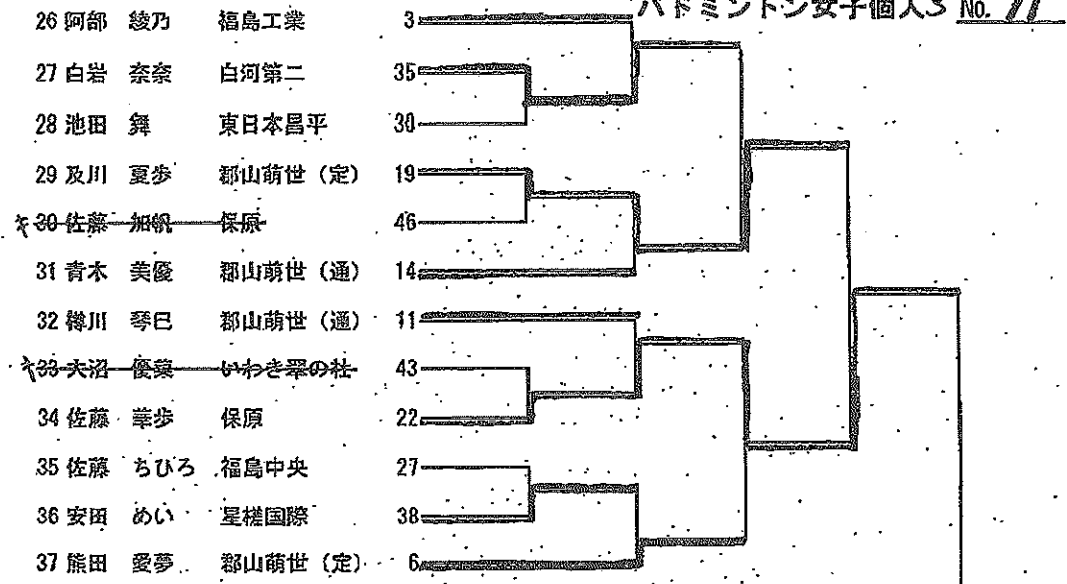 バドミントン女子個人3 No. 11
26 阿部 綾乃 福島工業 3
27 白岩 奈奈 白河第二 35
28 池田 舞 東日本昌平 30
29 及川 夏歩 郡山萌世（定） 19
キ 30 佐藤 加帆 保原 46
31 青木 美優 郡山萌世（通） 14
32 樽川 琴巳 郡山萌世（通） 11
キ 33 大沼 優 いわき翠の杜 43
34 佐藤 華歩 保原 22
35 佐藤 ちひろ 福島中央 27
36 安田 めい 星槎国際 38
37 熊田 愛夢 郡山萌世（定） 6